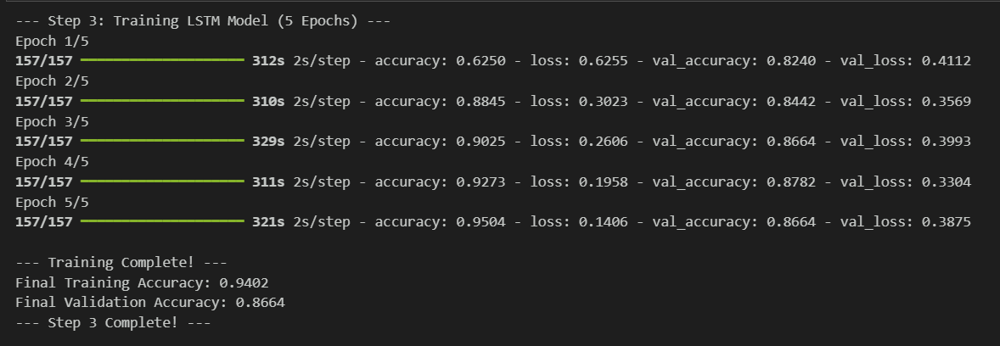 --- Step 3: Training LSTM Model (5 Epochs) ---
Epoch 1/5
157/157 ━━━━━━━━━━━━━━━━━━━━ 312s 2s/step - accuracy: 0.6250 - loss: 0.6255 - val_accuracy: 0.8240 - val_loss: 0.4112
Epoch 2/5
157/157 ━━━━━━━━━━━━━━━━━━━━ 310s 2s/step - accuracy: 0.8845 - loss: 0.3023 - val_accuracy: 0.8442 - val_loss: 0.3569
Epoch 3/5
157/157 ━━━━━━━━━━━━━━━━━━━━ 329s 2s/step - accuracy: 0.9025 - loss: 0.2606 - val_accuracy: 0.8664 - val_loss: 0.3993
Epoch 4/5
157/157 ━━━━━━━━━━━━━━━━━━━━ 311s 2s/step - accuracy: 0.9273 - loss: 0.1958 - val_accuracy: 0.8782 - val_loss: 0.3304
Epoch 5/5
157/157 ━━━━━━━━━━━━━━━━━━━━ 321s 2s/step - accuracy: 0.9504 - loss: 0.1406 - val_accuracy: 0.8664 - val_loss: 0.3875
--- Training Complete! ---
Final Training Accuracy: 0.9402
Final Validation Accuracy: 0.8664
--- Step 3 Complete! ---